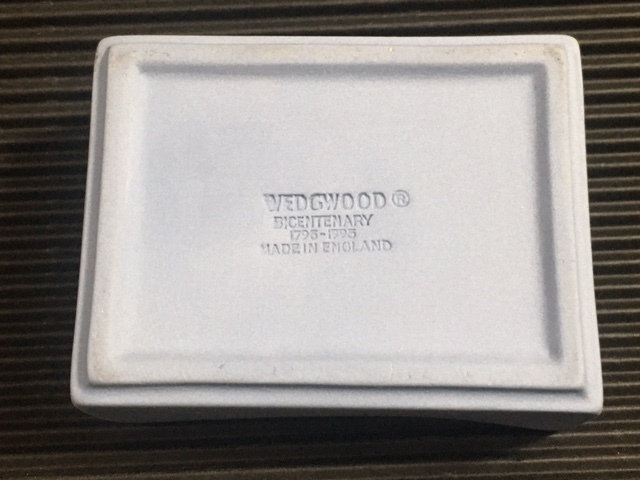 WEDGWOOD®
BICENTENARY
1795-1995
MADE IN ENGLAND